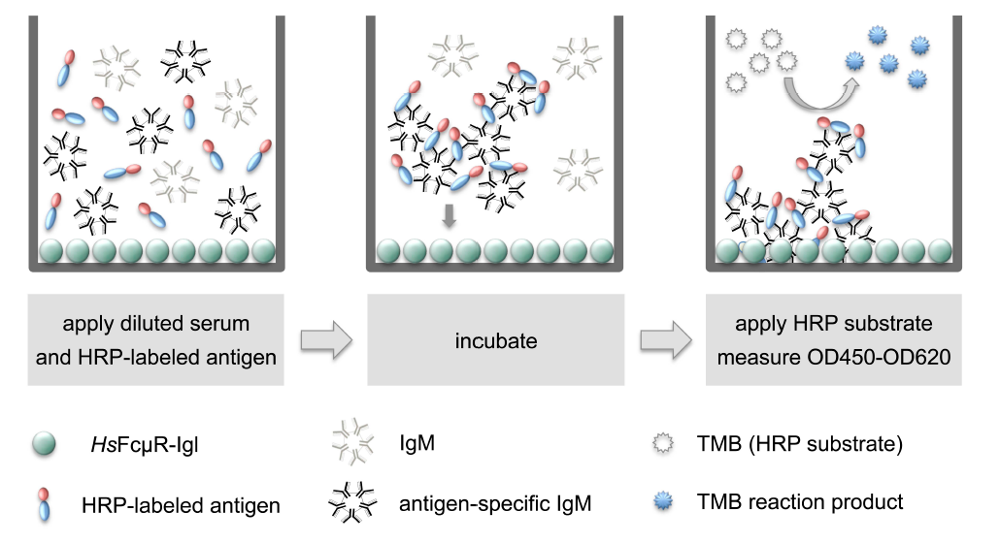 apply diluted serum
and HRP-labeled antigen
incubate
apply HRP substrate
measure OD450-OD620
HsFcµR-Igl
IgM
TMB (HRP substrate)
HRP-labeled antigen
antigen-specific IgM
TMB reaction product